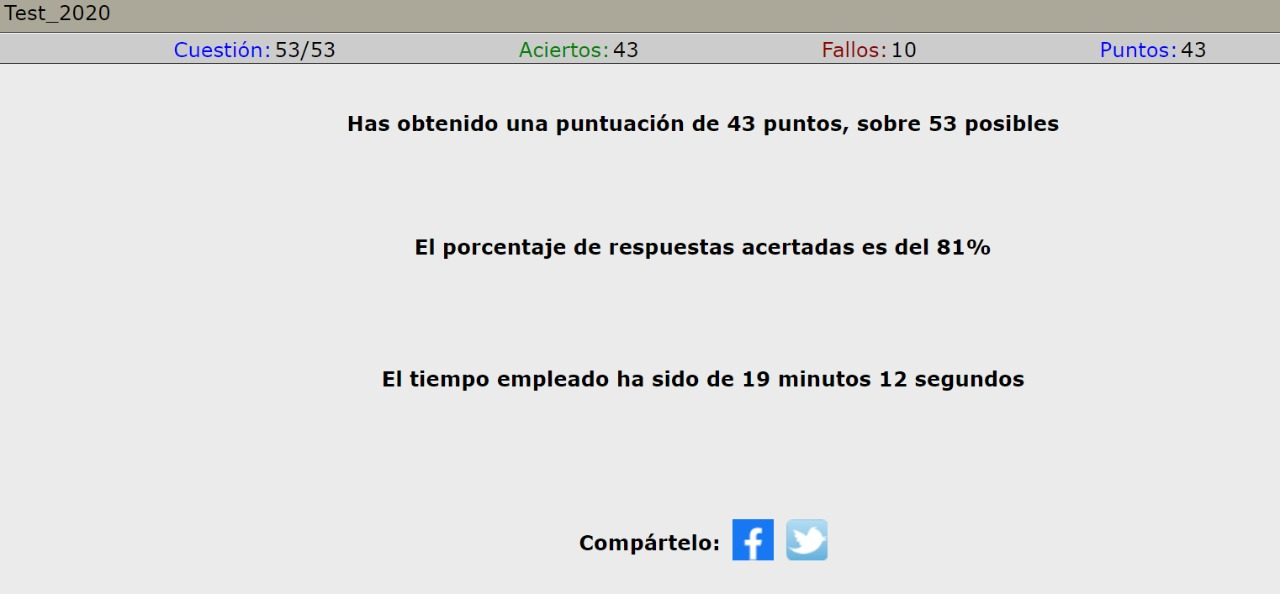 Test_2020
Cuestión: 53/53 Aciertos: 43 Fallos: 10 Puntos: 43
Has obtenido una puntuación de 43 puntos, sobre 53 posibles
El porcentaje de respuestas acertadas es del 81%
El tiempo empleado ha sido de 19 minutos 12 segundos
Compártelo: